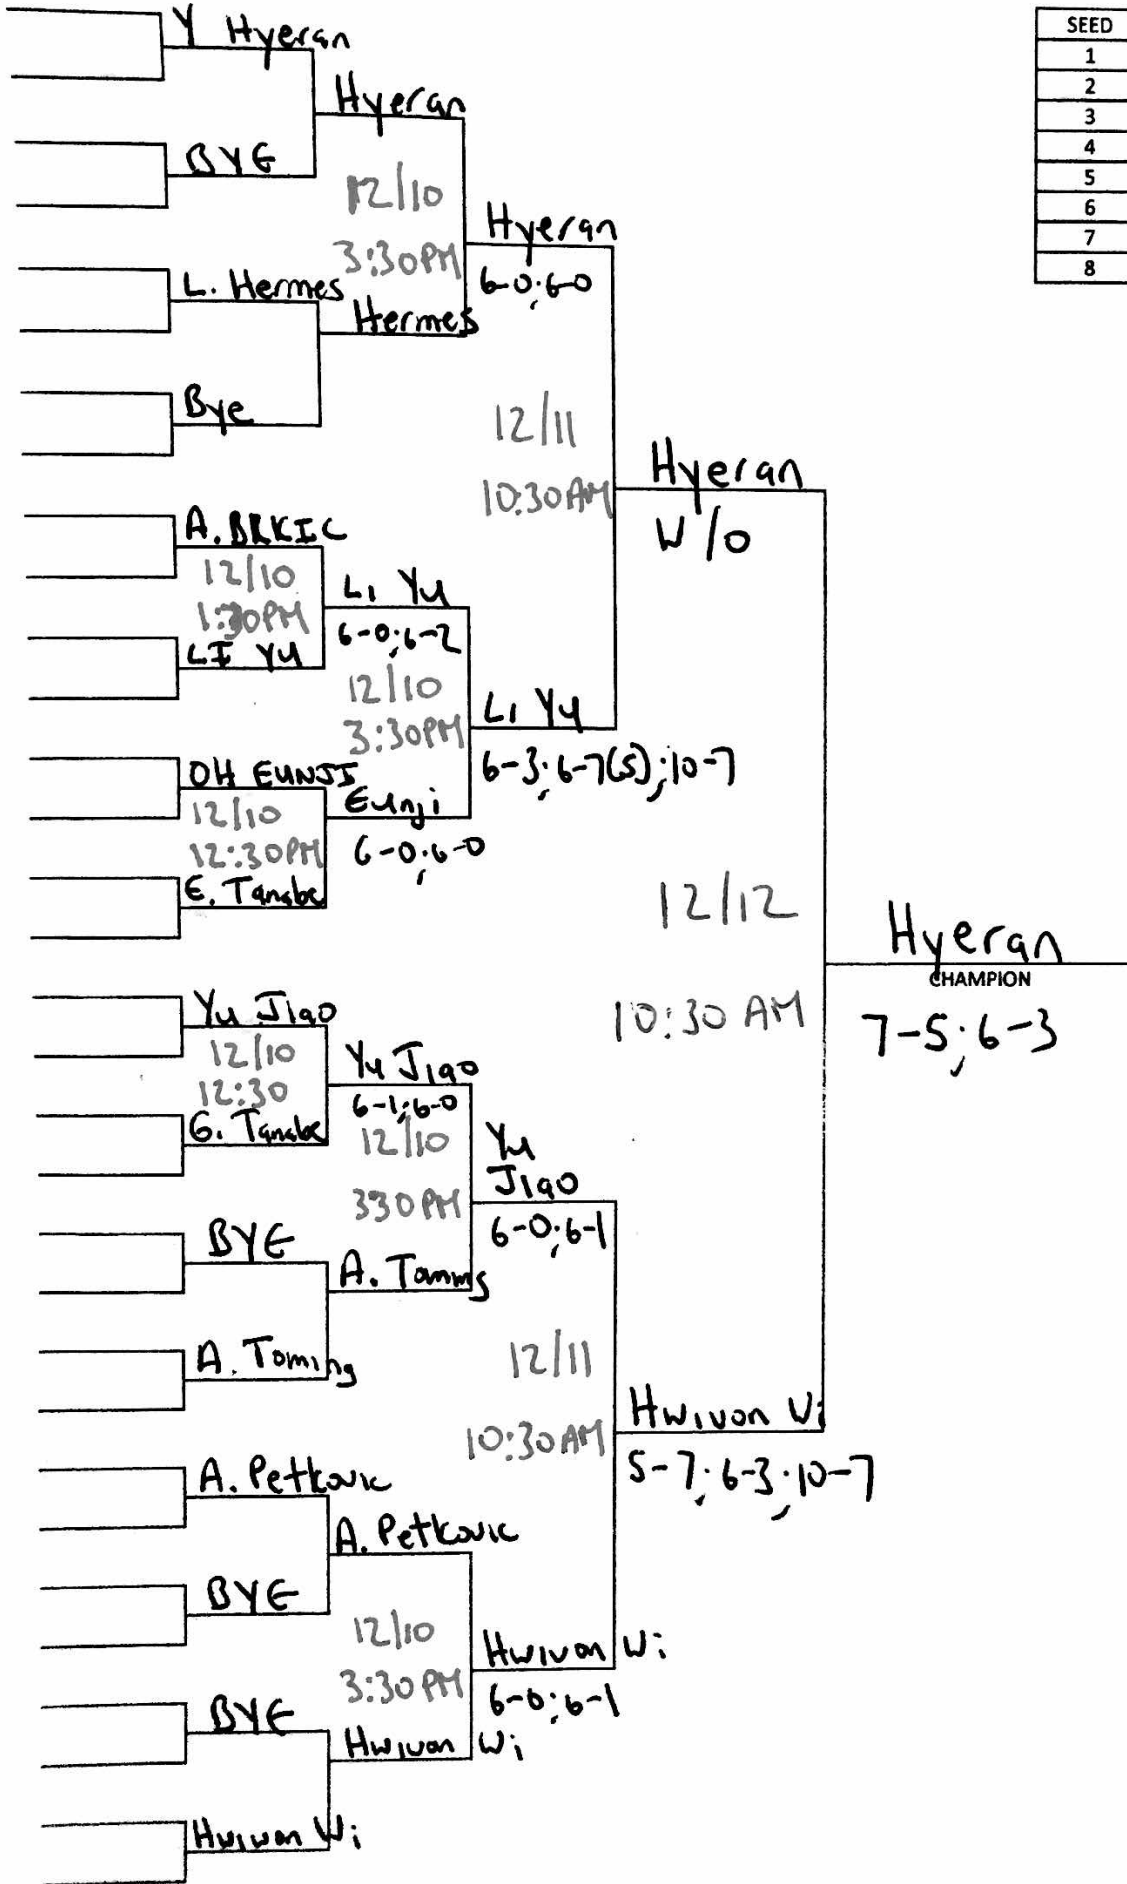 SEED
1
2
3
4
5
6
7
8
Y Hyeran
Hyeran
BYE
12/10
3:30PM
Hyeran
6-0;6-0
L. Hermes
Hermes
Bye
12/11
10:30AM
Hyeran
W/O
A. BRKIC
12/10
1:30PM
LI YU
LI YU
6-0;6-2
12/10
3:30PM
LI YU
6-3;6-7(5);10-7
OH EUNJI
12/10
12:30PM
E. Tanabe
Eunji
6-0;6-0
12/12
10:30 AM
Hyeran
CHAMPION
7-5;6-3
Yu Jiao
12/10
12:30
G. Tanabe
Yu Jiao
6-1;6-0
12/10
330PM
Yu
Jiao
6-0;6-1
BYE
A. Tomms
A. Toming
12/11
10:30AM
Hwivon Wi
5-7;6-3;10-7
A. Petkovic
A. Petkovic
BYE
12/10
3:30PM
Hwivon Wi
6-0;6-1
BYE
Hwivon Wi
Hwiwon Wi